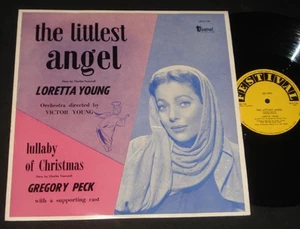 the littlest
angel
LORETTA YOUNG
Orchestra directed by
VICTOR YOUNG
lullaby
of Christmas
GREGORY PECK
with a supporting cast
FESTIVAL